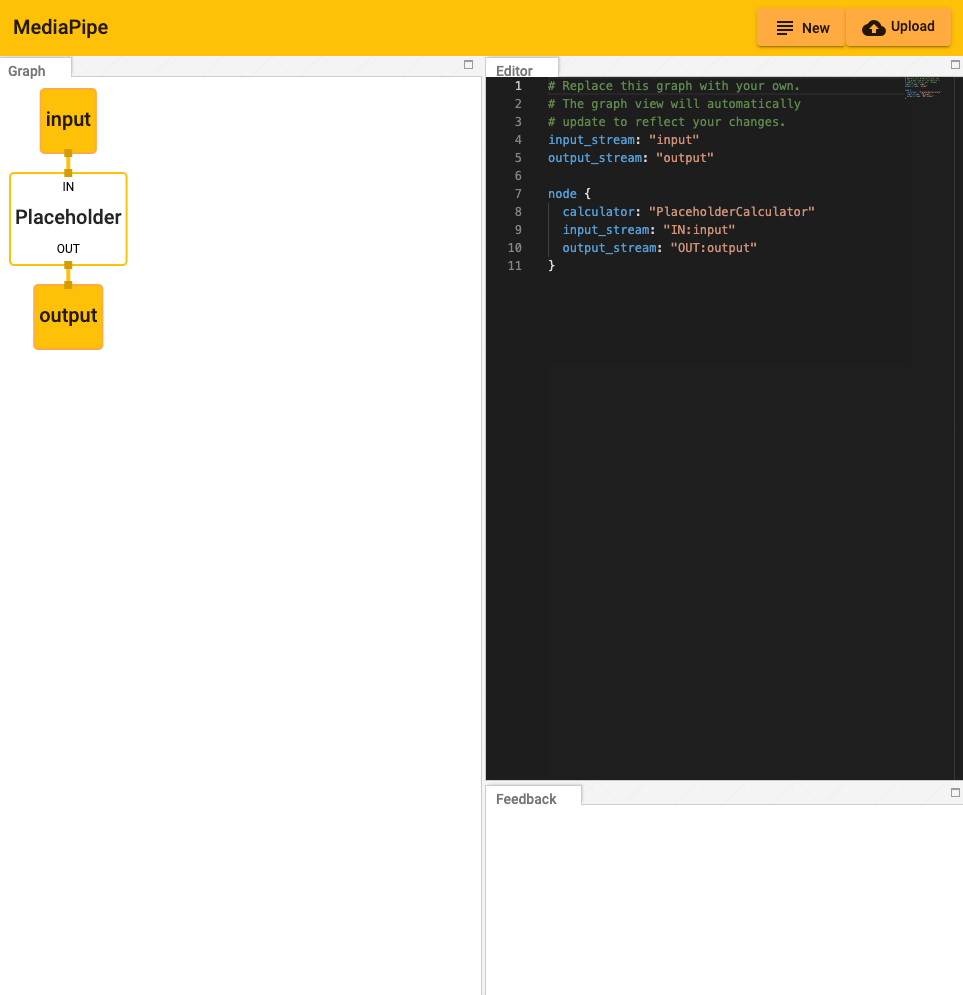 MediaPipe
New
Upload
Graph
input
IN
Placeholder
OUT
output
Editor
1 # Replace this graph with your own.
2 # The graph view will automatically
3 # update to reflect your changes.
4 input_stream: "input"
5 output_stream: "output"
6
7 node {
8 calculator: "PlaceholderCalculator"
9 input_stream: "IN:input"
10 output_stream: "OUT:output"
11 }
Feedback